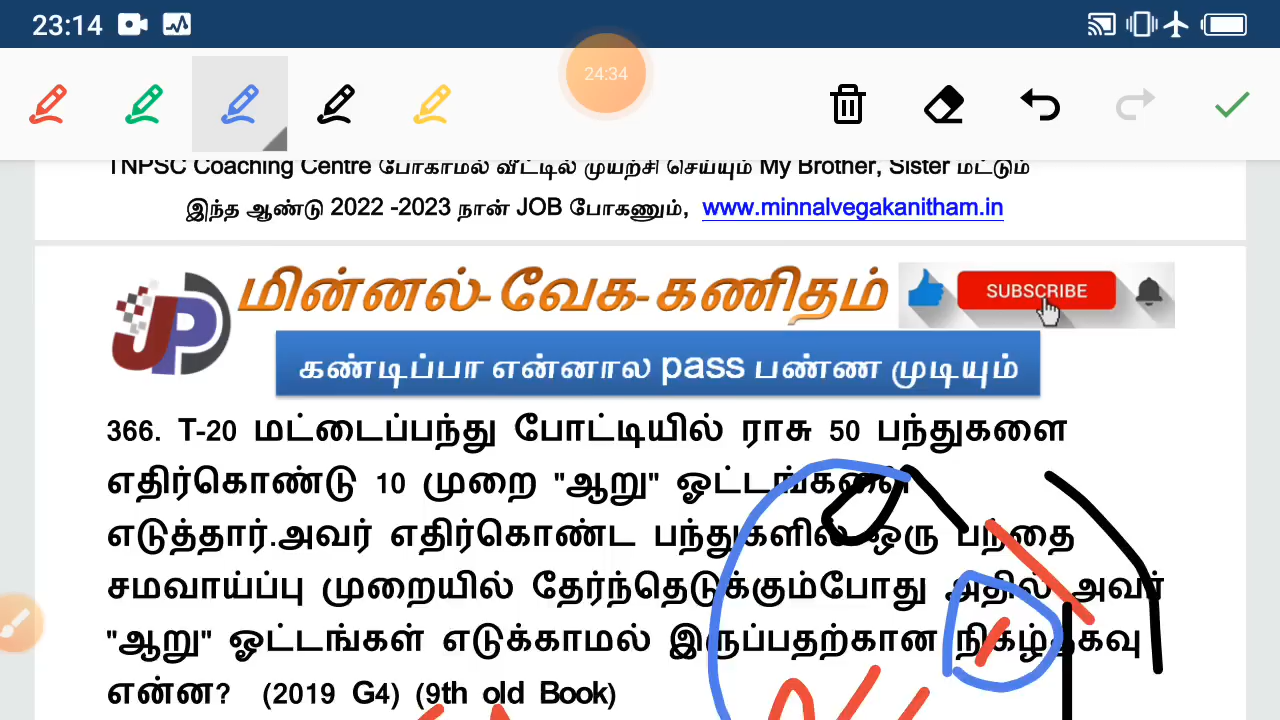 23:14
24:34
TNPSC Coaching Centre போகாமல் வீட்டில் முயற்சி செய்யும் My Brother, Sister மட்டும்
இந்த ஆண்டு 2022 -2023 நான் JOB போகணும், www.minnalvegakanitham.in
JP மின்னல்-வேக-கணிதம் SUBSCRIBE
கண்டிப்பா என்னால pass பண்ண முடியும்
366. T-20 மட்டைப்பந்து போட்டியில் ராசு 50 பந்துகளை
எதிர்கொண்டு 10 முறை "ஆறு" ஓட்டங்களை
எடுத்தார்.அவர் எதிர்கொண்ட பந்துகளில் ஒரு பந்தை
சமவாய்ப்பு முறையில் தேர்ந்தெடுக்கும்போது அதில் அவர்
"ஆறு" ஓட்டங்கள் எடுக்காமல் இருப்பதற்கான நிகழ்தகவு
என்ன? (2019 G4) (9th old Book)